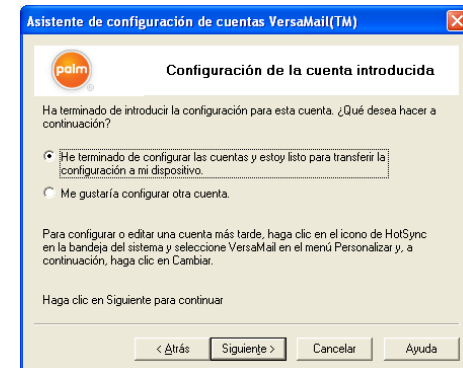 Asistente de configuración de cuentas VersaMail(TM)
palm
Configuración de la cuenta introducida
Ha terminado de introducir la configuración para esta cuenta. ¿Qué desea hacer a
continuación?
He terminado de configurar las cuentas y estoy listo para transferir la
configuración a mi dispositivo.
Me gustaría configurar otra cuenta.
Para configurar o editar una cuenta más tarde, haga clic en el icono de HotSync
en la bandeja del sistema y seleccione VersaMail en el menú Personalizar y, a
continuación, haga clic en Cambiar.
Haga clic en Siguiente para continuar
< Atrás Siguiente > Cancelar Ayuda